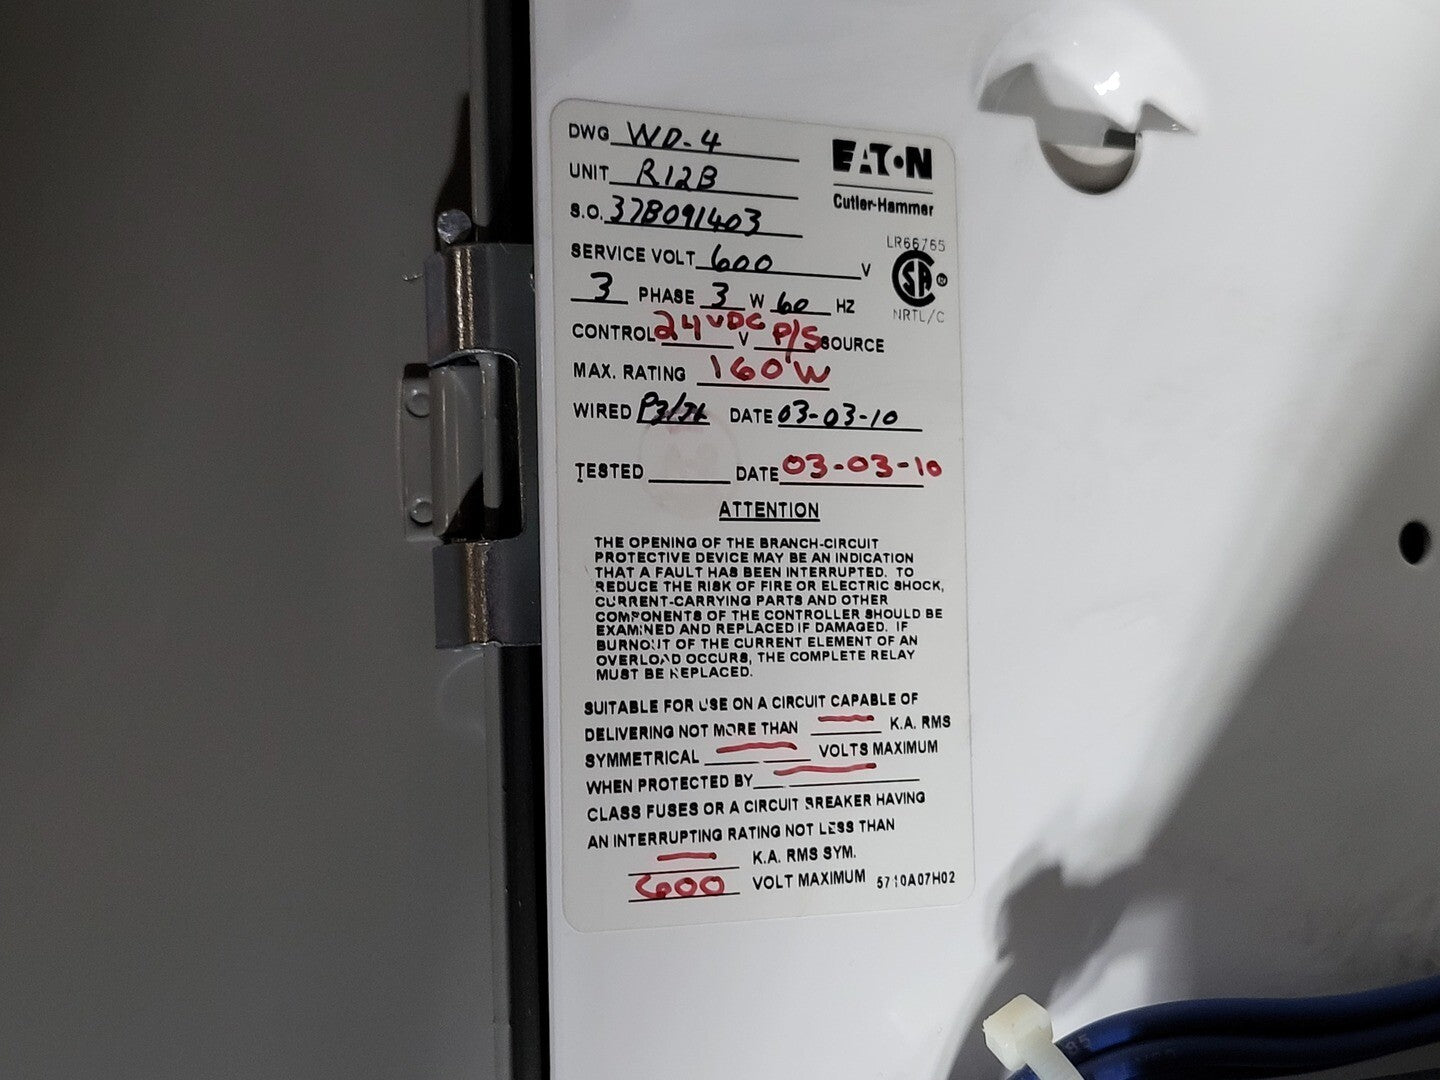 DWG WD-4
EATON
UNIT R12B
Cutler-Hammer
S.O. 37B091403
LR66765
SERVICE VOLT 600 V
SA
3 PHASE 3 W 60 HZ
NRTL/C
CONTROL 24VDC V P/S SOURCE
MAX. RATING 160W
WIRED DATE 03-03-10
TESTED DATE 03-03-10
ATTENTION
THE OPENING OF THE BRANCH-CIRCUIT
PROTECTIVE DEVICE MAY BE AN INDICATION
THAT A FAULT HAS BEEN INTERRUPTED. TO
REDUCE THE RISK OF FIRE OR ELECTRIC SHOCK,
CURRENT-CARRYING PARTS AND OTHER
COMPONENTS OF THE CONTROLLER SHOULD BE
EXAMINED AND REPLACED IF DAMAGED. IF
BURNOUT OF THE CURRENT ELEMENT OF AN
OVERLOAD OCCURS, THE COMPLETE RELAY
MUST BE REPLACED.
SUITABLE FOR USE ON A CIRCUIT CAPABLE OF
DELIVERING NOT MORE THAN — K.A. RMS
SYMMETRICAL — VOLTS MAXIMUM
WHEN PROTECTED BY —
CLASS FUSES OR A CIRCUIT BREAKER HAVING
AN INTERRUPTING RATING NOT LESS THAN
— K.A. RMS SYM.
600 VOLT MAXIMUM 5710A07H02